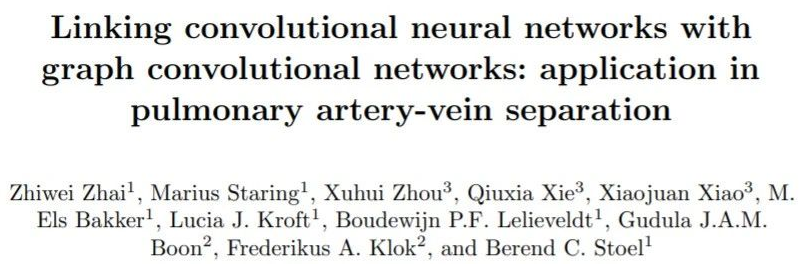 Linking convolutional neural networks with
graph convolutional networks: application in
pulmonary artery-vein separation
Zhiwei Zhai¹, Marius Staring¹, Xuhui Zhou³, Qiuxia Xie³, Xiaojuan Xiao³, M.
Els Bakker¹, Lucia J. Kroft¹, Boudewijn P.F. Lelieveldt¹, Gudula J.A.M.
Boon², Frederikus A. Klok², and Berend C. Stoel¹